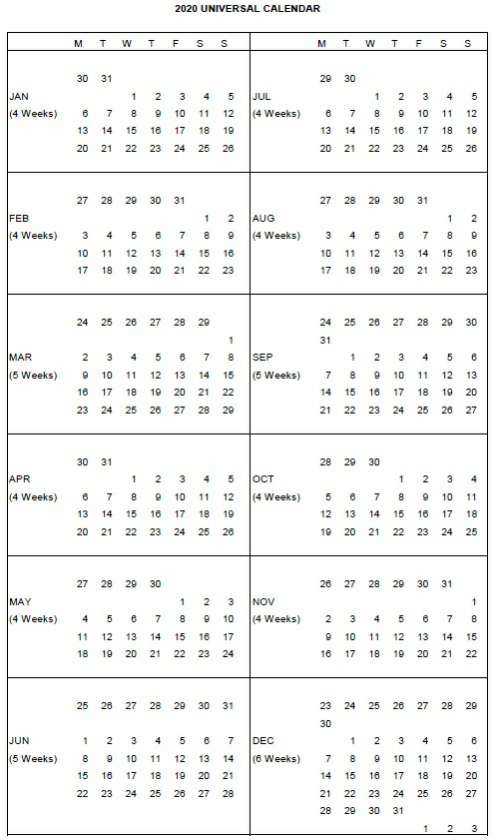 2020 UNIVERSAL CALENDAR
M T W T F S S
30 31
JAN 1 2 3 4 5
(4 Weeks) 6 7 8 9 10 11 12
13 14 15 16 17 18 19
20 21 22 23 24 25 26
27 28 29 30 31
FEB 1 2
(4 Weeks) 3 4 5 6 7 8 9
10 11 12 13 14 15 16
17 18 19 20 21 22 23
24 25 26 27 28 29
1
MAR 2 3 4 5 6 7 8
(5 Weeks) 9 10 11 12 13 14 15
16 17 18 19 20 21 22
23 24 25 26 27 28 29
30 31
APR 1 2 3 4 5
(4 Weeks) 6 7 8 9 10 11 12
13 14 15 16 17 18 19
20 21 22 23 24 25 26
27 28 29 30
MAY 1 2 3
(4 Weeks) 4 5 6 7 8 9 10
11 12 13 14 15 16 17
18 19 20 21 22 23 24
25 26 27 28 29 30 31
JUN 1 2 3 4 5 6 7
(5 Weeks) 8 9 10 11 12 13 14
15 16 17 18 19 20 21
22 23 24 25 26 27 28
M T W T F S S
29 30
JUL 1 2 3 4 5
(4 Weeks) 6 7 8 9 10 11 12
13 14 15 16 17 18 19
20 21 22 23 24 25 26
27 28 29 30 31
AUG 1 2
(4 Weeks) 3 4 5 6 7 8 9
10 11 12 13 14 15 16
17 18 19 20 21 22 23
24 25 26 27 28 29 30
31
SEP 1 2 3 4 5 6
(5 Weeks) 7 8 9 10 11 12 13
14 15 16 17 18 19 20
21 22 23 24 25 26 27
28 29 30
OCT 1 2 3 4
(4 Weeks) 5 6 7 8 9 10 11
12 13 14 15 16 17 18
19 20 21 22 23 24 25
26 27 28 29 30 31
NOV 1
(4 Weeks) 2 3 4 5 6 7 8
9 10 11 12 13 14 15
16 17 18 19 20 21 22
23 24 25 26 27 28 29
30
DEC 1 2 3 4 5 6
(6 Weeks) 7 8 9 10 11 12 13
14 15 16 17 18 19 20
21 22 23 24 25 26 27
28 29 30 31
1 2 3